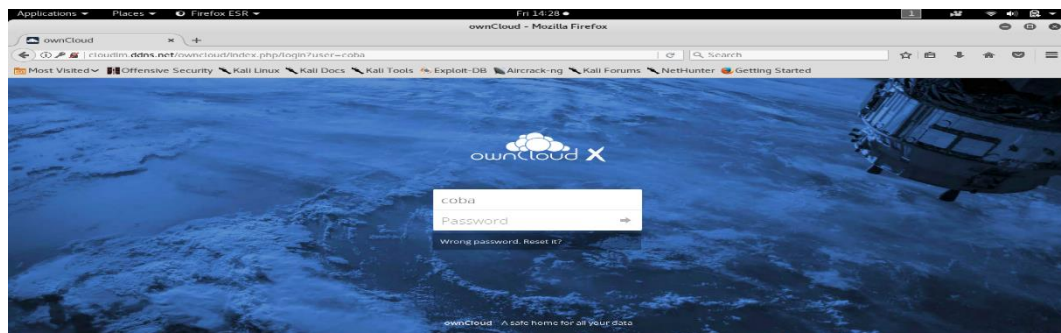 Applications Places Firefox ESR Fri 14:28 1
ownCloud - Mozilla Firefox
ownCloud × +
cloudim.ddns.net/owncloud/index.php/login?user=coba Search
Most Visited Offensive Security Kali Linux Kali Docs Kali Tools Exploit-DB Aircrack-ng Kali Forums NetHunter Getting Started
ownCloud X
coba
Password
Wrong password. Reset it?
ownCloud – A safe home for all your data